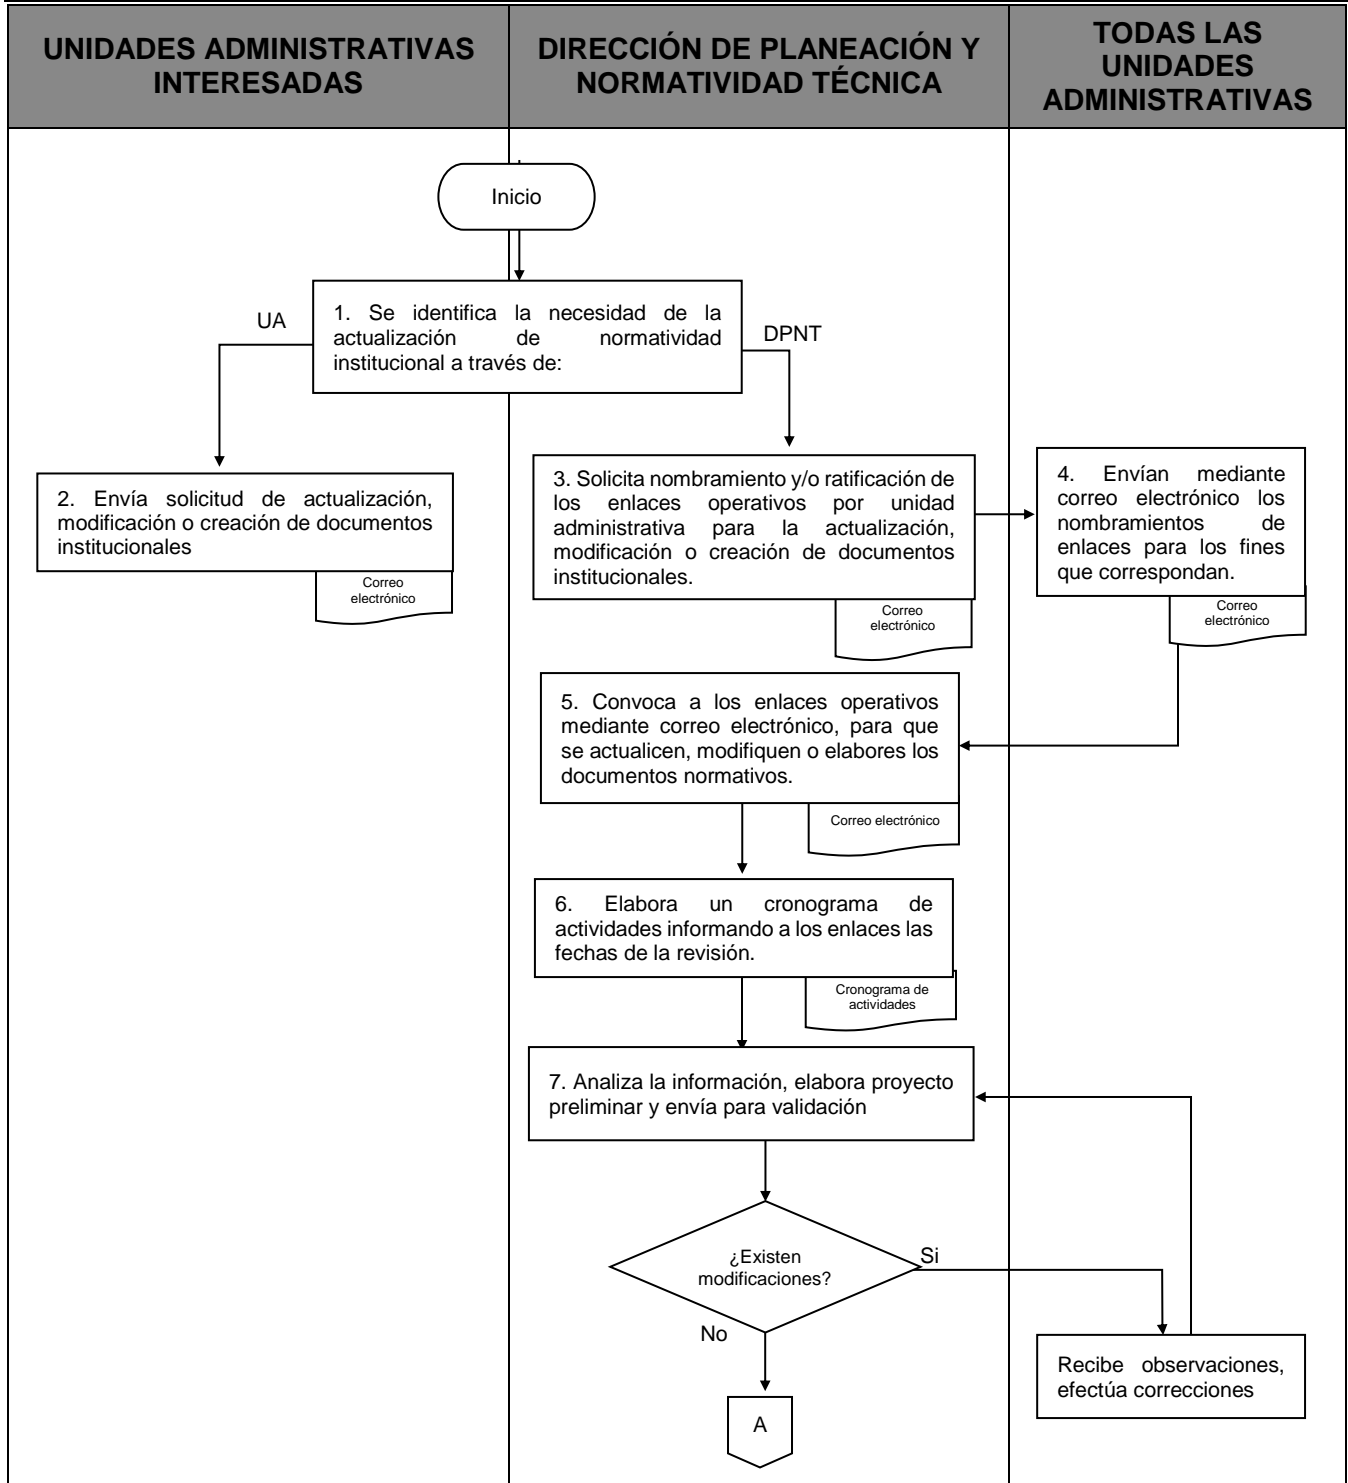 UNIDADES ADMINISTRATIVAS
INTERESADAS
DIRECCIÓN DE PLANEACIÓN Y
NORMATIVIDAD TÉCNICA
TODAS LAS
UNIDADES
ADMINISTRATIVAS
Inicio
1. Se identifica la necesidad de la
actualización de normatividad
institucional a través de:
UA
DPNT
2. Envía solicitud de actualización,
modificación o creación de documentos
institucionales
Correo
electrónico
3. Solicita nombramiento y/o ratificación de
los enlaces operativos por unidad
administrativa para la actualización,
modificación o creación de documentos
institucionales.
Correo
electrónico
4. Envían mediante
correo electrónico los
nombramientos de
enlaces para los fines
que correspondan.
Correo
electrónico
5. Convoca a los enlaces operativos
mediante correo electrónico, para que
se actualicen, modifiquen o elabores los
documentos normativos.
Correo electrónico
6. Elabora un cronograma de
actividades informando a los enlaces las
fechas de la revisión.
Cronograma de
actividades
7. Analiza la información, elabora proyecto
preliminar y envía para validación
¿Existen
modificaciones?
Si
No
Recibe observaciones,
efectúa correcciones
A